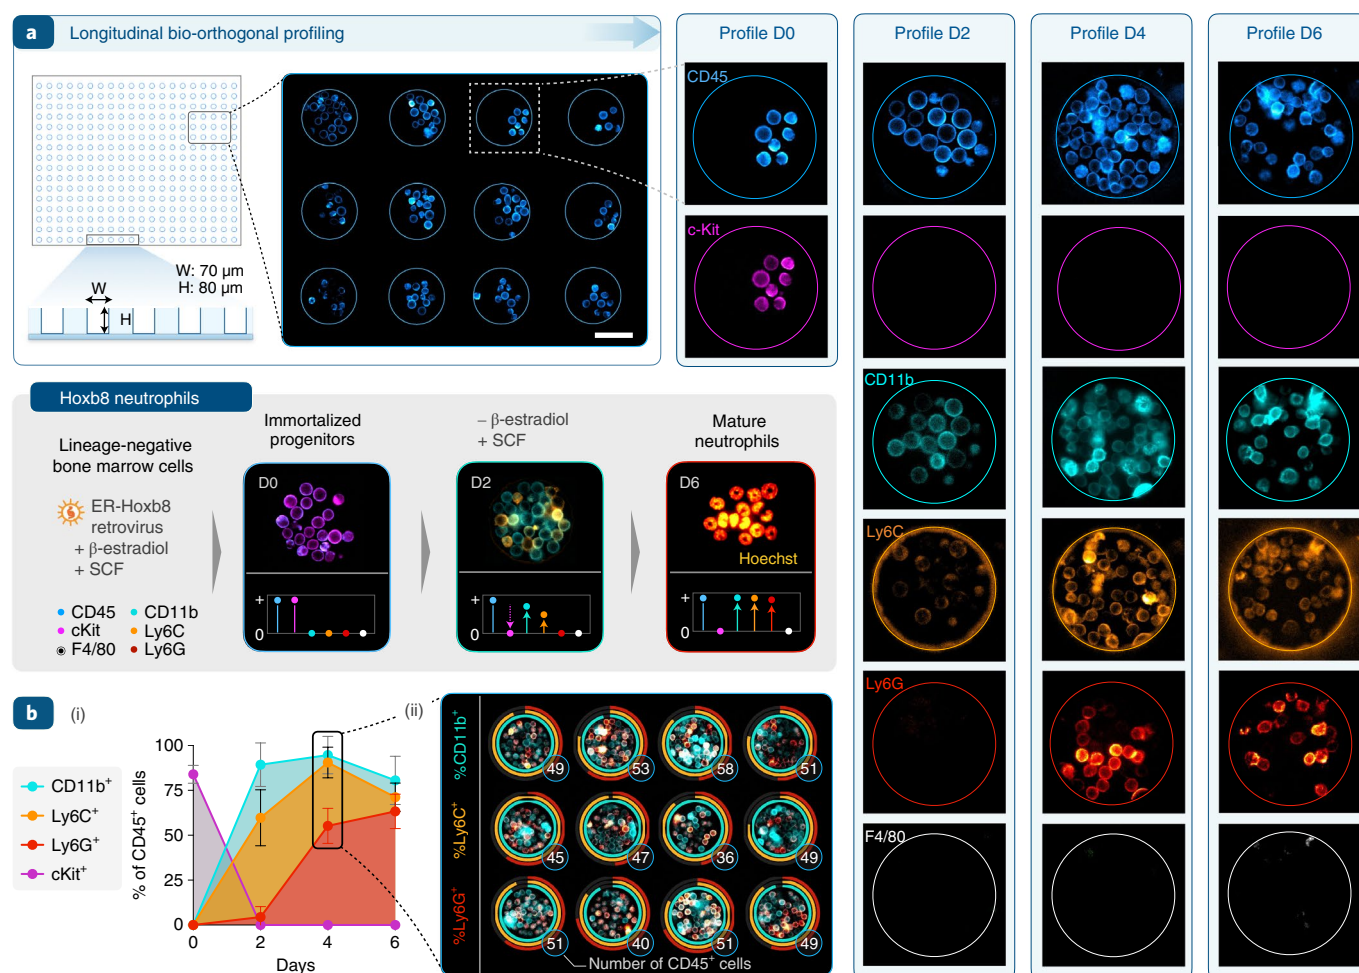 a
Longitudinal bio-orthogonal profiling
W: 70 µm
H: 80 µm
W
H
Profile D0
Profile D2
Profile D4
Profile D6
CD45
c-Kit
CD11b
Ly6C
Ly6G
F4/80
Hoxb8 neutrophils
Lineage-negative
bone marrow cells
ER-Hoxb8
retrovirus
+ β-estradiol
+ SCF
CD45
CD11b
cKit
Ly6C
F4/80
Ly6G
Immortalized
progenitors
D0
+
0
– β-estradiol
+ SCF
D2
+
0
Mature
neutrophils
D6
Hoechst
+
0
b
(i)
CD11b+
Ly6C+
Ly6G+
cKit+
% of CD45+ cells
100
75
50
25
0
0
2
4
6
Days
(ii)
%CD11b+
49
53
58
51
%Ly6C+
45
47
36
49
%Ly6G+
51
40
51
49
Number of CD45+ cells